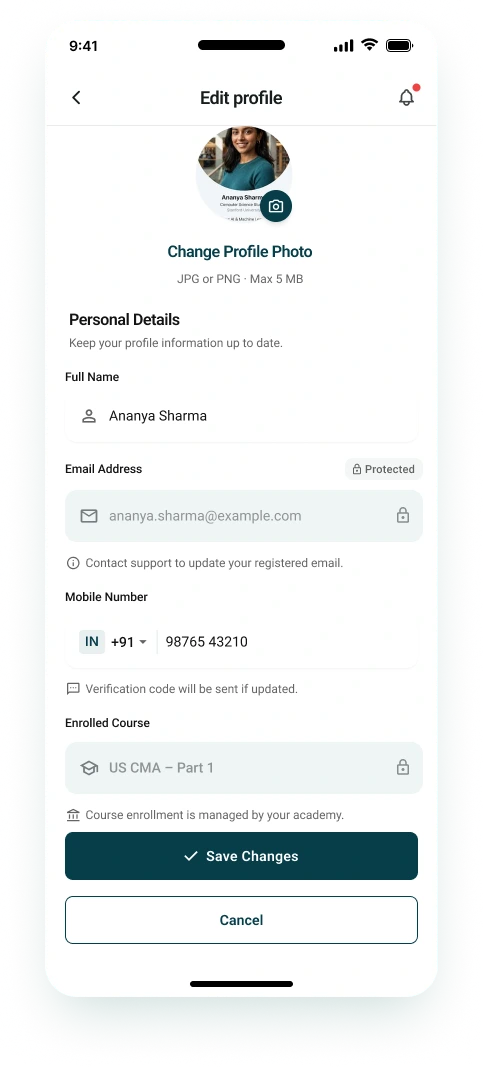 9:41
Edit profile
Ananya Sharm
Change Profile Photo
JPG or PNG · Max 5 MB
Personal Details
Keep your profile information up to date.
Full Name
Ananya Sharma
Email Address
Protected
ananya.sharma@example.com
Contact support to update your registered email.
Mobile Number
IN +91 98765 43210
Verification code will be sent if updated.
Enrolled Course
US CMA – Part 1
Course enrollment is managed by your academy.
Save Changes
Cancel